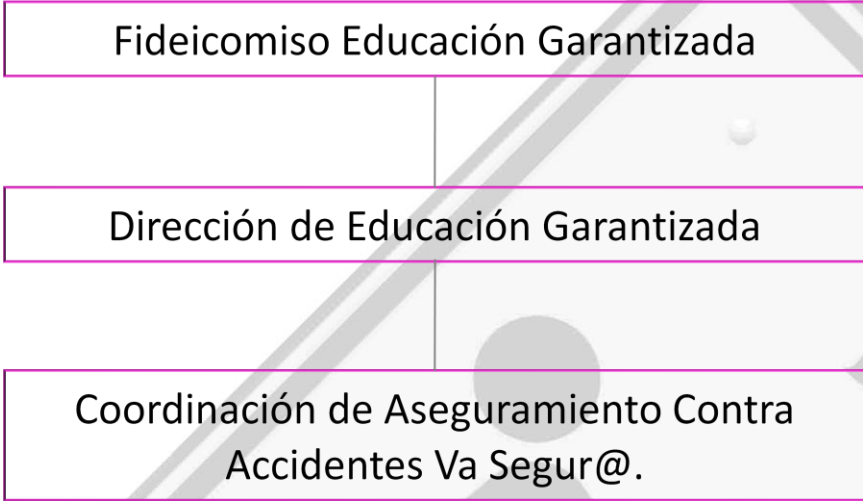 Fideicomiso Educación Garantizada
Dirección de Educación Garantizada
Coordinación de Aseguramiento Contra
Accidentes Va Segur@.